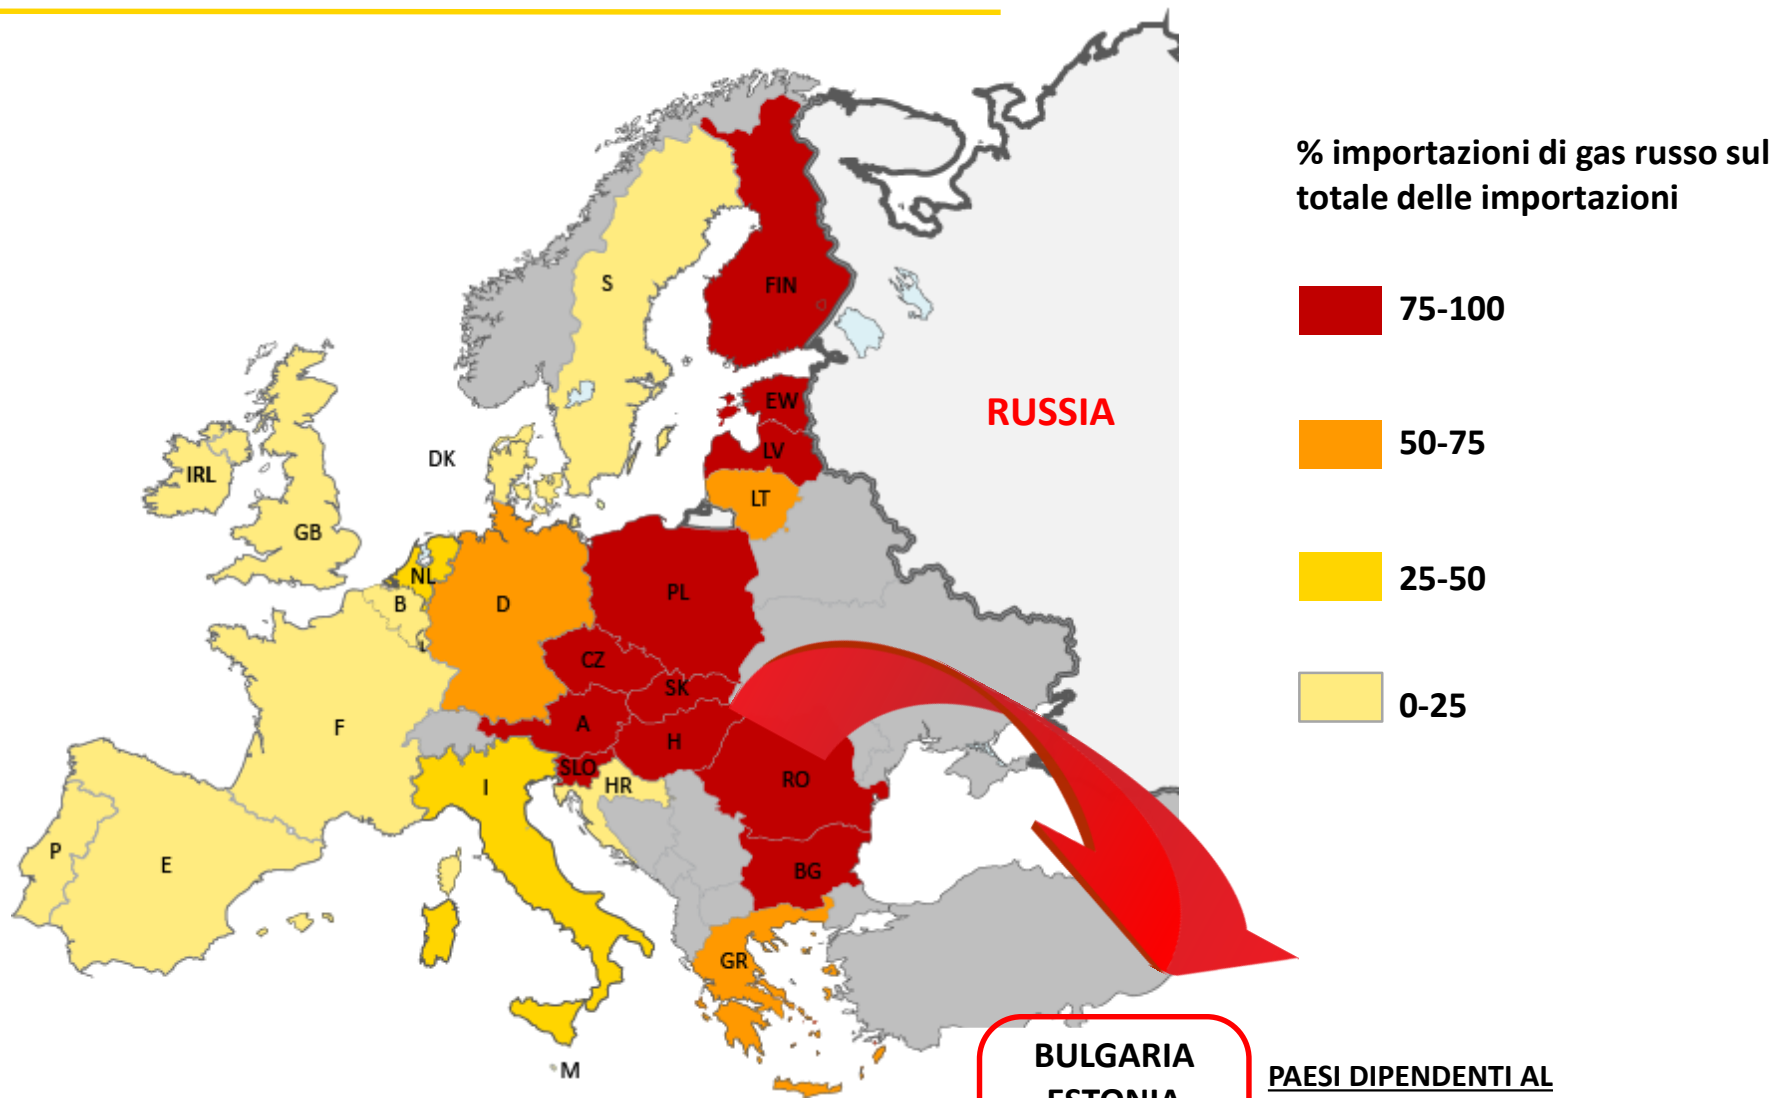 % importazioni di gas russo sul
totale delle importazioni
75-100
50-75
25-50
0-25
RUSSIA
S
FIN
EW
LV
LT
DK
IRL
GB
NL
B
L
D
PL
CZ
SK
A
H
SLO
HR
RO
BG
F
I
P
E
GR
M
BULGARIA
ESTONIA
PAESI DIPENDENTI AL